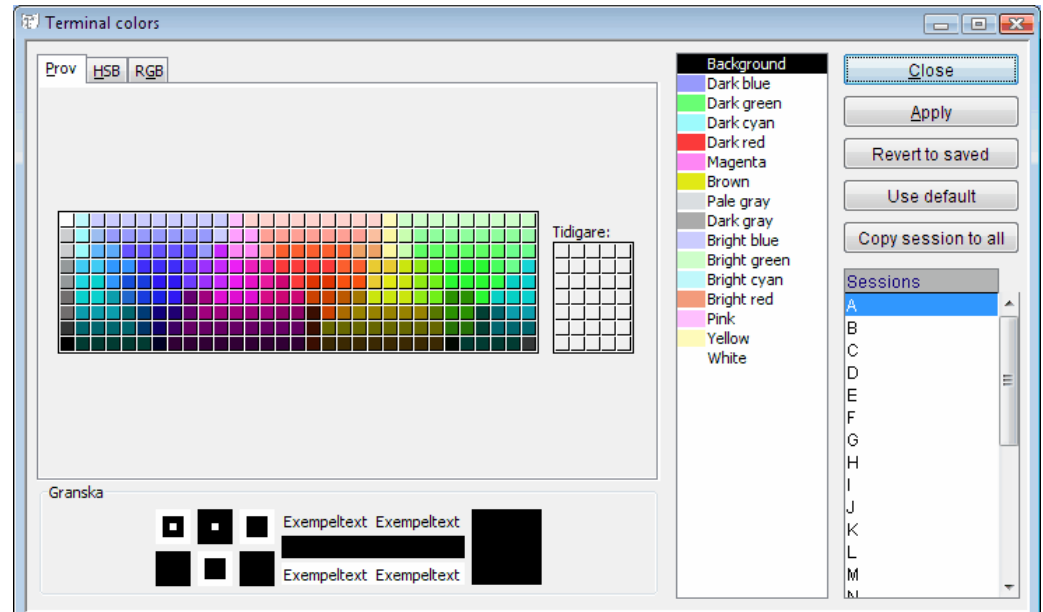 Terminal colors
Prov HSB RGB
Tidigare:
Granska
Exempeltext Exempeltext
Exempeltext Exempeltext
Background
Dark blue
Dark green
Dark cyan
Dark red
Magenta
Brown
Pale gray
Dark gray
Bright blue
Bright green
Bright cyan
Bright red
Pink
Yellow
White
Close
Apply
Revert to saved
Use default
Copy session to all
Sessions
A
B
C
D
E
F
G
H
I
J
K
L
M
N